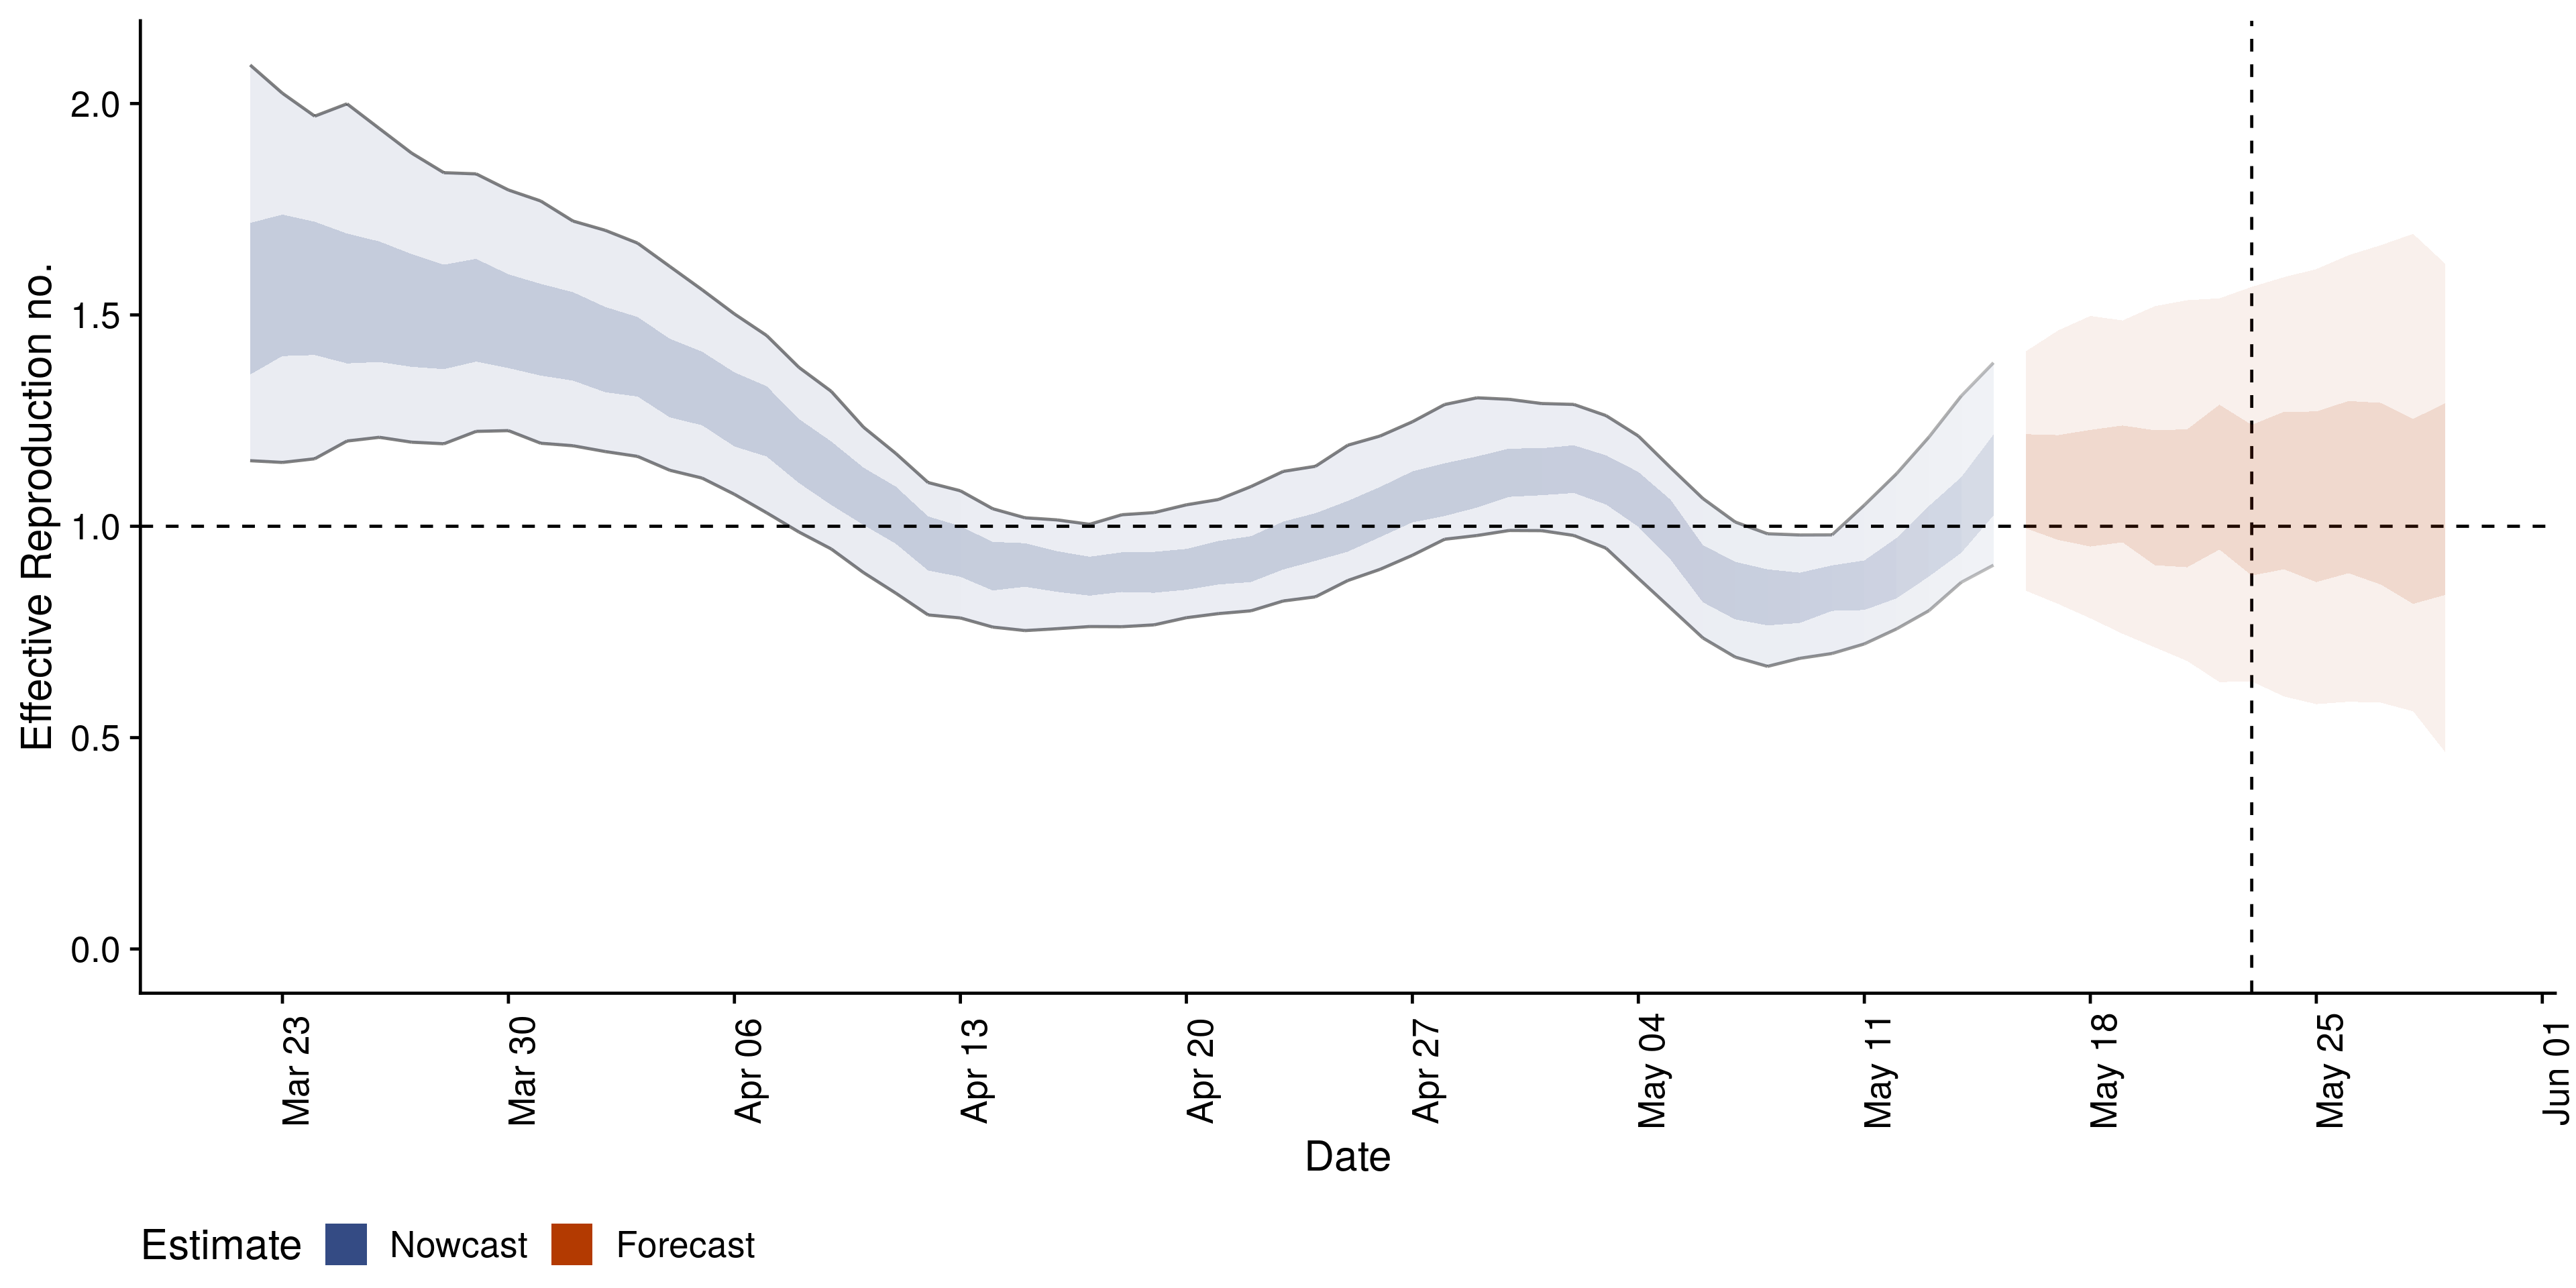 Effective Reproduction no.
2.0
1.5
1.0
0.5
0.0
Mar 23
Mar 30
Apr 06
Apr 13
Apr 20
Apr 27
May 04
May 11
May 18
May 25
Jun 01
Date
Estimate Nowcast Forecast